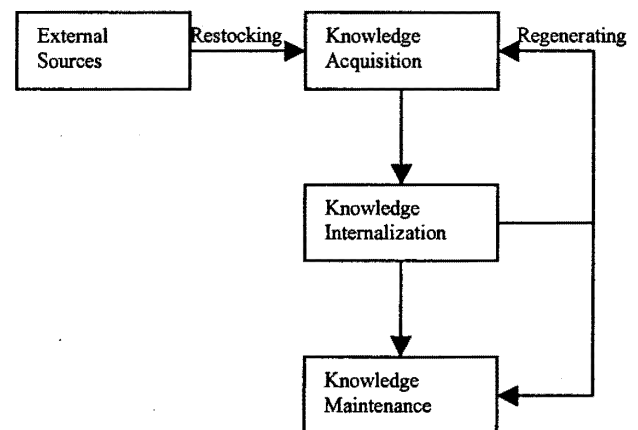 External
Sources
Restocking
Knowledge
Acquisition
Regenerating
Knowledge
Internalization
Knowledge
Maintenance